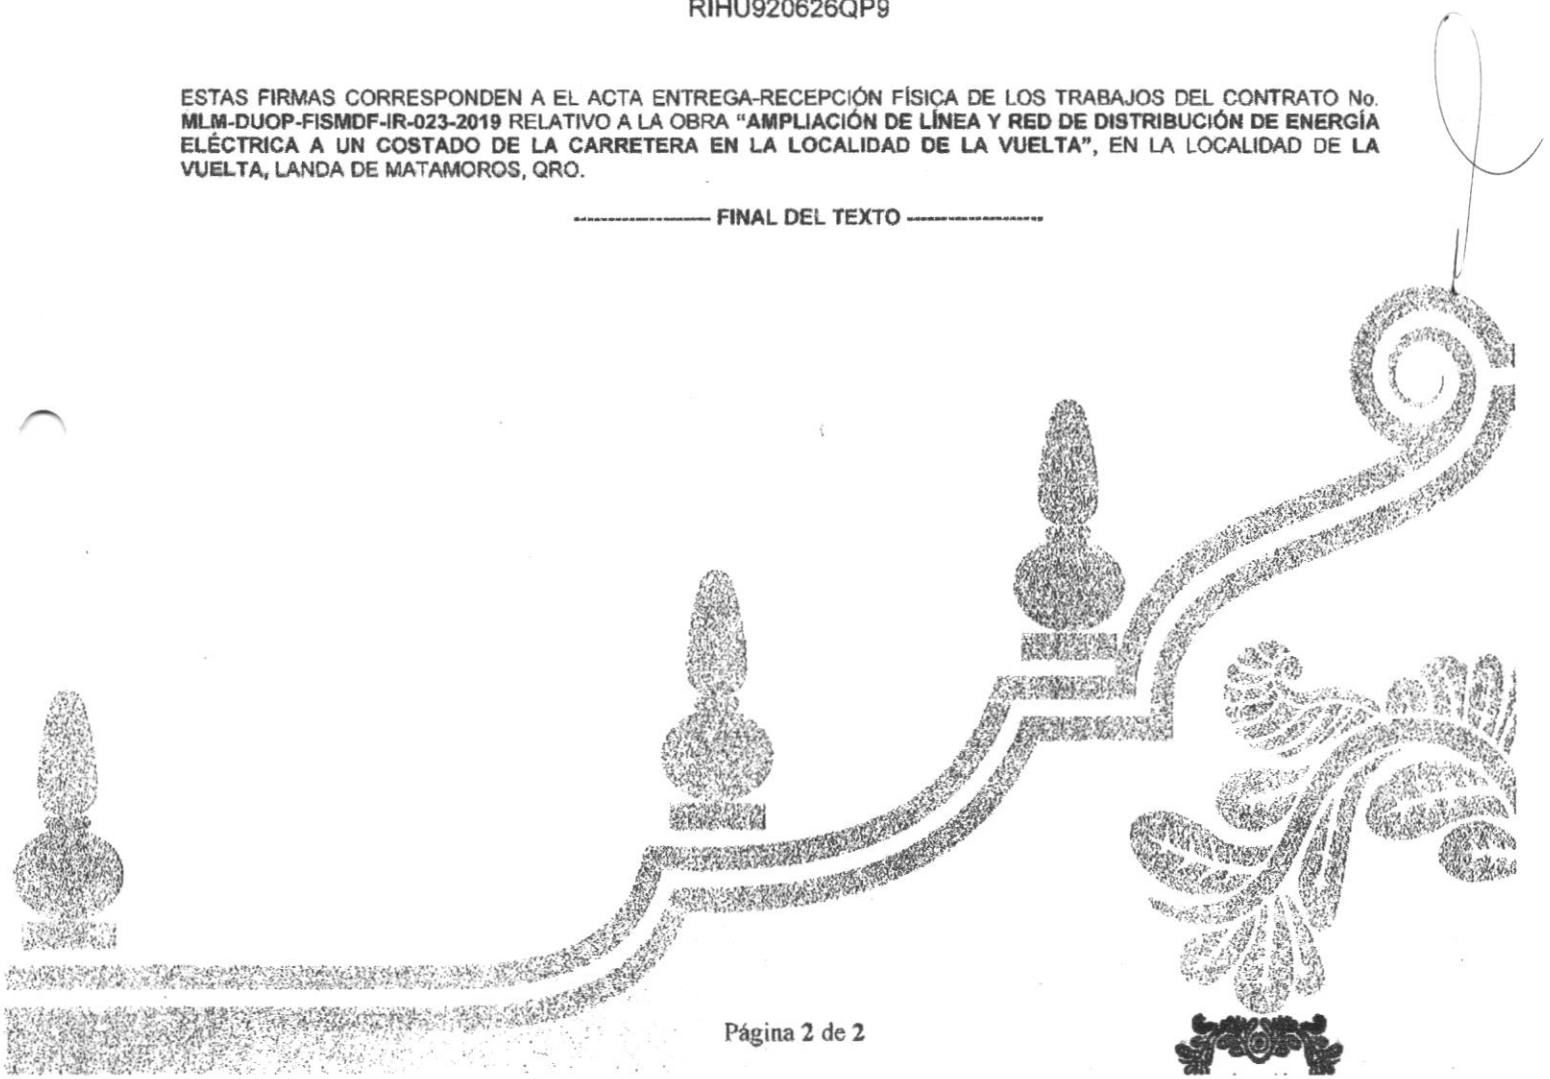 RIHU920626QP9
ESTAS FIRMAS CORRESPONDEN A EL ACTA ENTREGA-RECEPCIÓN FÍSICA DE LOS TRABAJOS DEL CONTRATO No.
MLM-DUOP-FISMDF-IR-023-2019 RELATIVO A LA OBRA "AMPLIACIÓN DE LÍNEA Y RED DE DISTRIBUCIÓN DE ENERGÍA
ELÉCTRICA A UN COSTADO DE LA CARRETERA EN LA LOCALIDAD DE LA VUELTA", EN LA LOCALIDAD DE LA
VUELTA, LANDA DE MATAMOROS, QRO.
------------------- FINAL DEL TEXTO -------------------
Página 2 de 2